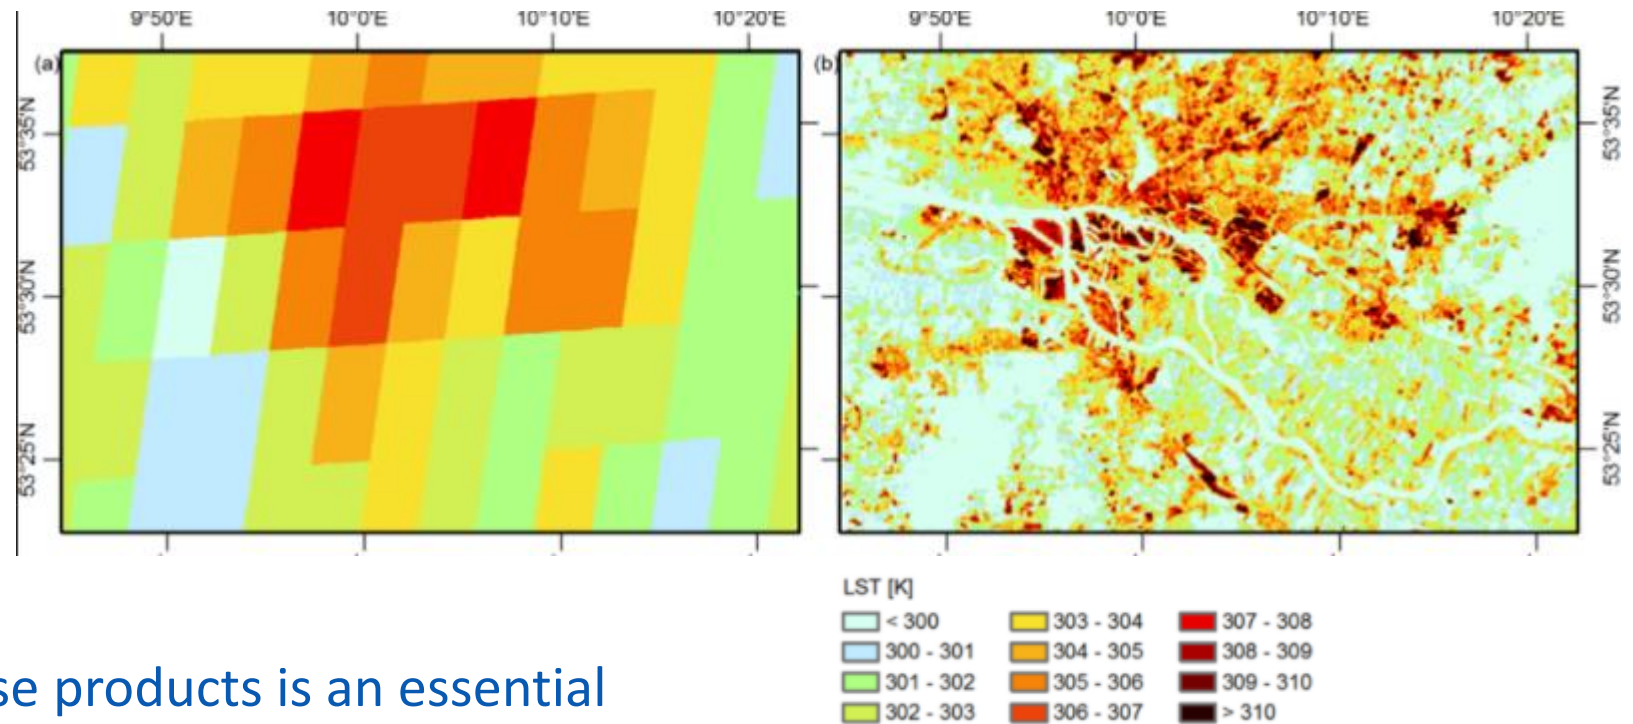 9°50'E 10°0'E 10°10'E 10°20'E
9°50'E 10°0'E 10°10'E 10°20'E
(a)
(b)
53°35'N
53°30'N
53°25'N
53°35'N
53°30'N
53°25'N
LST [K]
< 300 303 - 304 307 - 308
300 - 301 304 - 305 308 - 309
301 - 302 305 - 306 309 - 310
302 - 303 306 - 307 > 310
se products is an essential